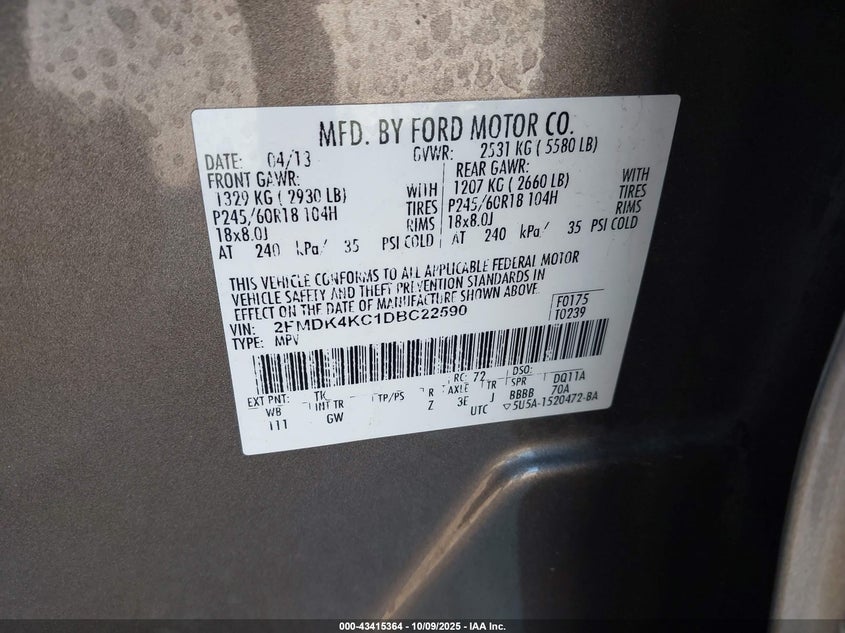 MFD. BY FORD MOTOR CO.
DATE: 04/13 GVWR: 2531 KG ( 5580 LB)
FRONT GAWR: REAR GAWR:
1329 KG ( 2930 LB) WITH 1207 KG ( 2660 LB) WITH
P245/60R18 104H TIRES P245/60R18 104H TIRES
18x8.0J RIMS 18x8.0J RIMS
AT 240 kPa/ 35 PSI COLD AT 240 kPa/ 35 PSI COLD
THIS VEHICLE CONFORMS TO ALL APPLICABLE FEDERAL MOTOR
VEHICLE SAFETY AND THEFT PREVENTION STANDARDS IN
EFFECT ON THE DATE OF MANUFACTURE SHOWN ABOVE.
VIN: 2FMDK4KC1DBC22590 F0175
TYPE: MPV T0239
RC: 72 DSO:
EXT PNT: TK DQ11A
WB INT TR TP/PS R AXLE TR SPR 70A
111 GW Z 3E J BBBB
UTC ▽5U5A-1520472-BA
000-43415364 - 10/09/2025 - IAA Inc.